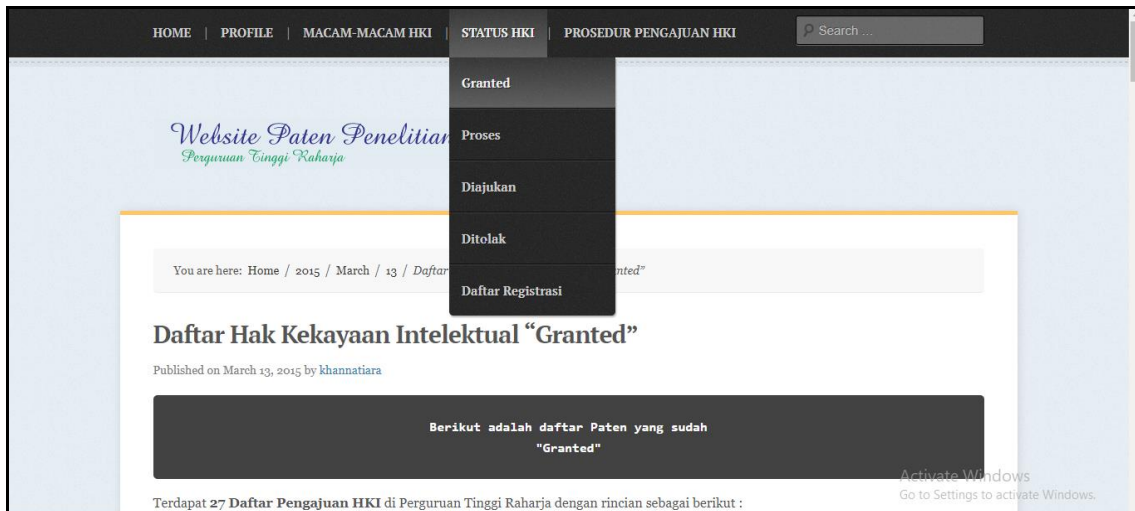 HOME | PROFILE | MACAM-MACAM HKI | STATUS HKI | PROSEDUR PENGAJUAN HKI
Search ...
Granted
Website Paten Penelitian
Perguruan Tinggi Raharja
Proses
Diajukan
Ditolak
Daftar Registrasi
You are here: Home / 2015 / March / 13 / Daftar nted”
Daftar Hak Kekayaan Intelektual “Granted”
Published on March 13, 2015 by khannatiara
Berikut adalah daftar Paten yang sudah
"Granted"
Activate Windows
Go to Settings to activate Windows.
Terdapat 27 Daftar Pengajuan HKI di Perguruan Tinggi Raharja dengan rincian sebagai berikut :